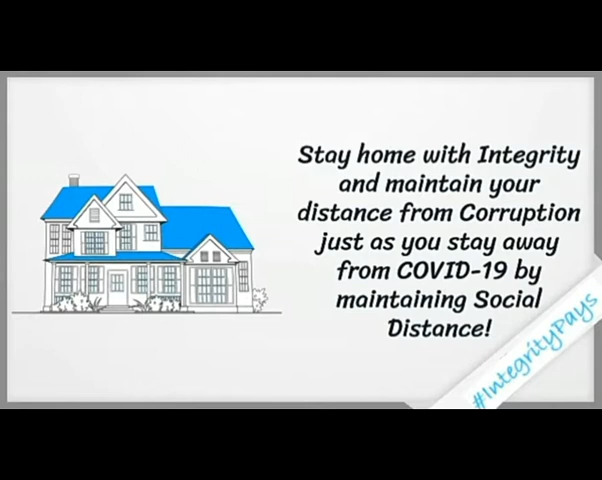 Stay home with Integrity
and maintain your
distance from Corruption
just as you stay away
from COVID-19 by
maintaining Social
Distance!
#IntegrityPays